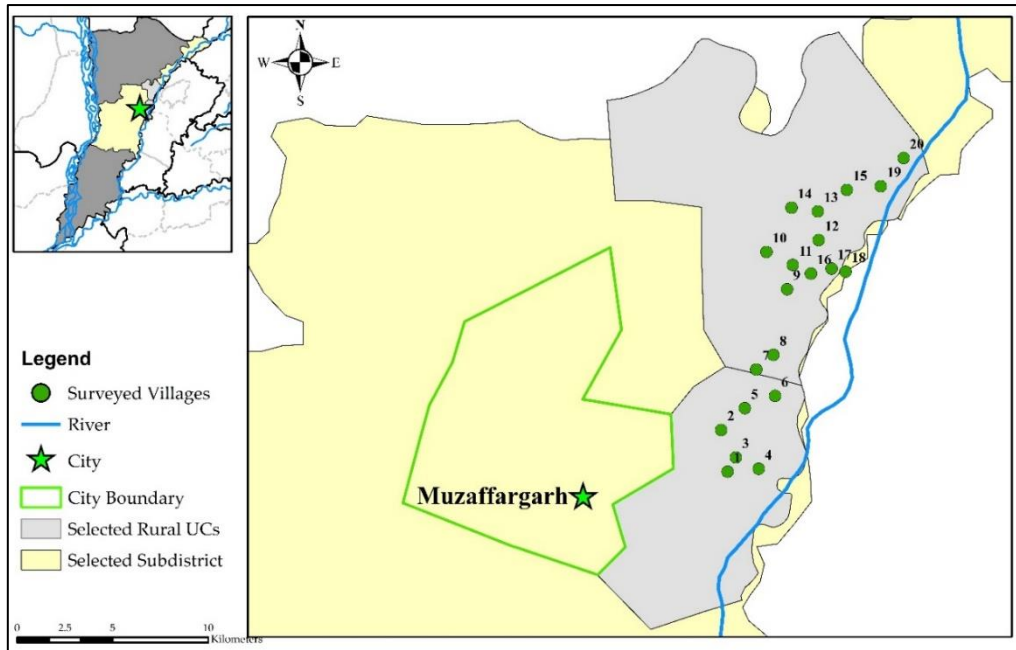 N
W E
S
20
19
15
14
13
12
10
11
16
17
18
9
8
7
6
5
2
3
1
4
Muzaffargarh
Legend
Surveyed Villages
River
City
City Boundary
Selected Rural UCs
Selected Subdistrict
0 2.5 5 10
Kilometers